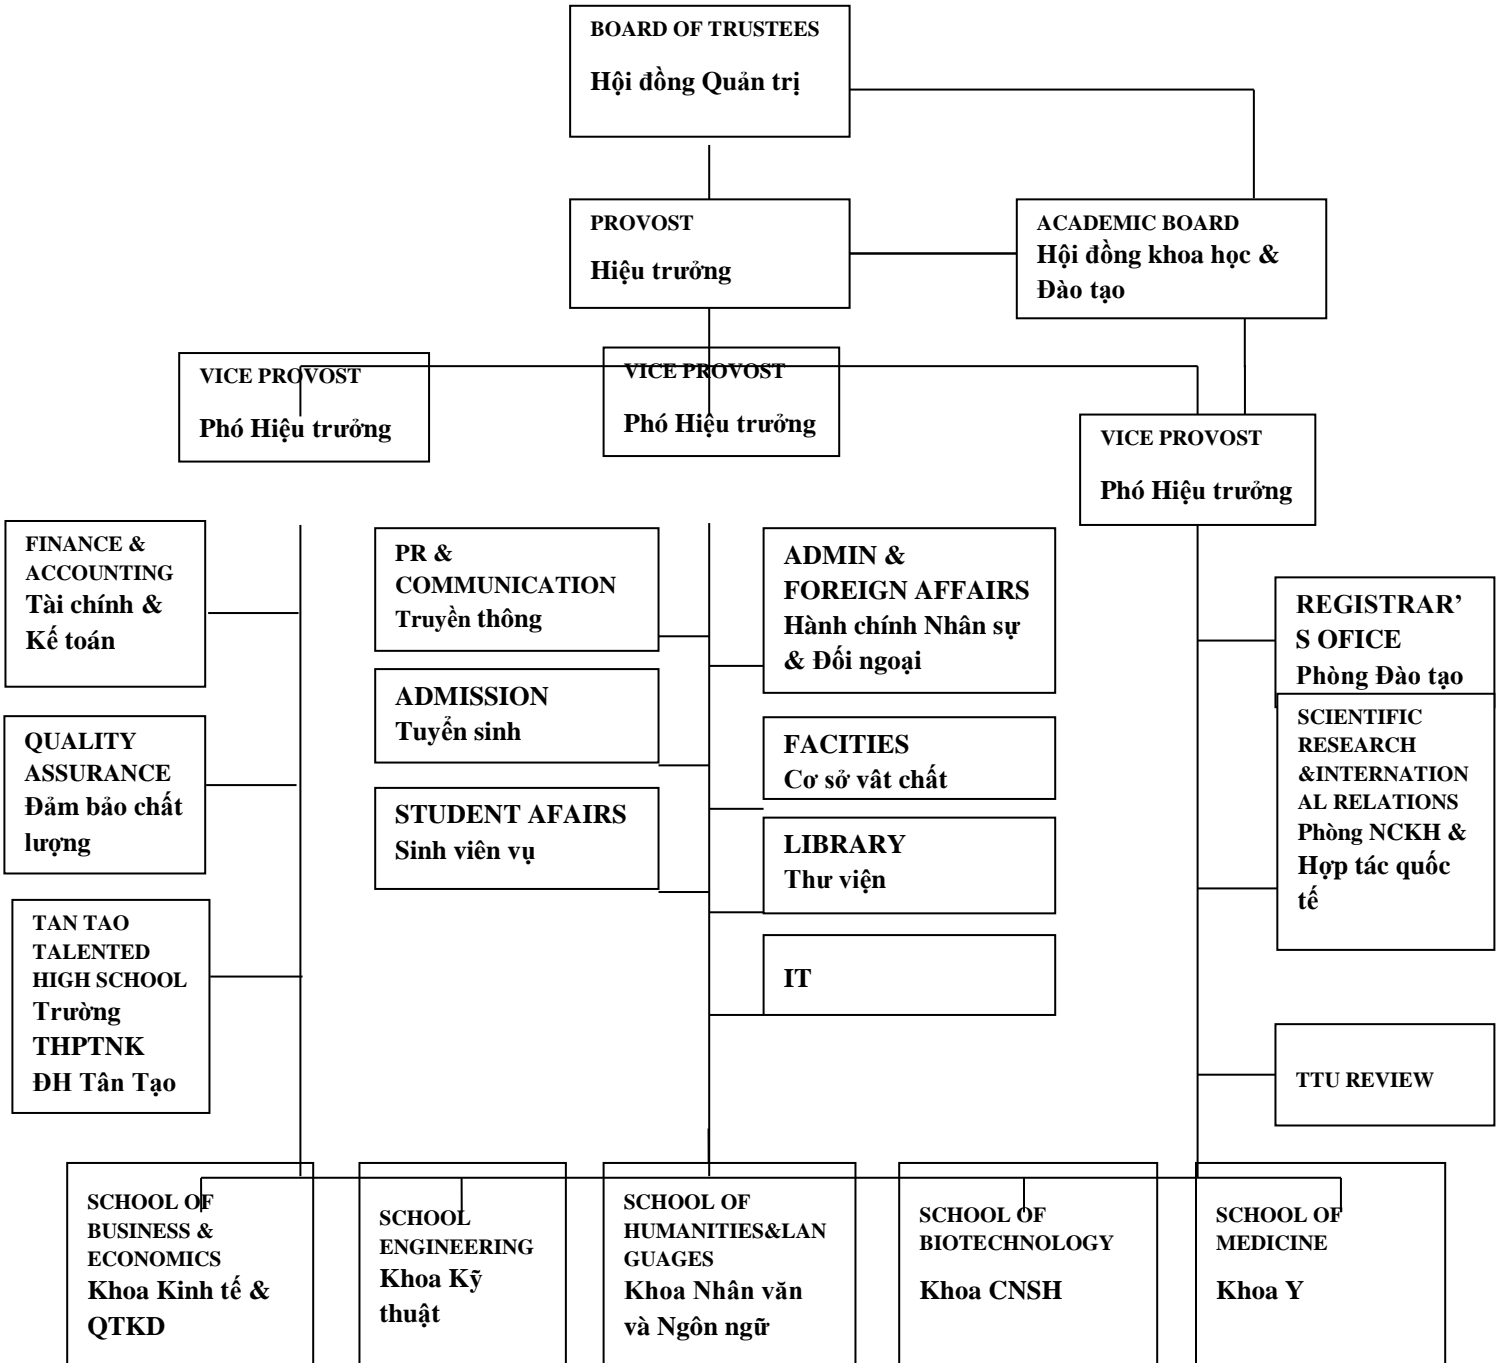 BOARD OF TRUSTEES
Hội đồng Quản trị
PROVOST
Hiệu trưởng
ACADEMIC BOARD
Hội đồng khoa học &
Đào tạo
VICE PROVOST
Phó Hiệu trưởng
VICE PROVOST
Phó Hiệu trưởng
VICE PROVOST
Phó Hiệu trưởng
FINANCE &
ACCOUNTING
Tài chính &
Kế toán
QUALITY
ASSURANCE
Đảm bảo chất
lượng
TAN TAO
TALENTED
HIGH SCHOOL
Trường
THPTNK
ĐH Tân Tạo
PR &
COMMUNICATION
Truyền thông
ADMISSION
Tuyển sinh
STUDENT AFAIRS
Sinh viên vụ
ADMIN &
FOREIGN AFFAIRS
Hành chính Nhân sự
& Đối ngoại
FACITIES
Cơ sở vât chất
LIBRARY
Thư viện
IT
REGISTRAR’
S OFICE
Phòng Đào tạo
SCIENTIFIC
RESEARCH
&INTERNATION
AL RELATIONS
Phòng NCKH &
Hợp tác quốc
tế
TTU REVIEW
SCHOOL OF
BUSINESS &
ECONOMICS
Khoa Kinh tế &
QTKD
SCHOOL
ENGINEERING
Khoa Kỹ
thuật
SCHOOL OF
HUMANITIES&LAN
GUAGES
Khoa Nhân văn
và Ngôn ngữ
SCHOOL OF
BIOTECHNOLOGY
Khoa CNSH
SCHOOL OF
MEDICINE
Khoa Y